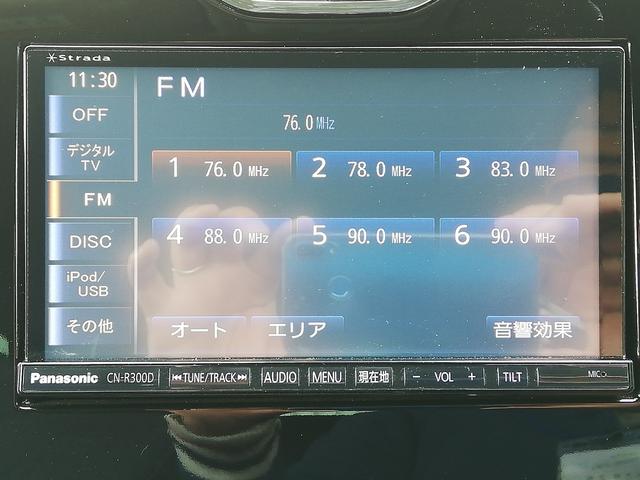 Strada
11:30
FM
OFF
76.0MHz
デジタル
TV
1 76.0 MHz 2 78.0 MHz 3 83.0 MHz
FM
4 88.0 MHz 5 90.0 MHz 6 90.0 MHz
DISC
iPod/
USB
その他
オート エリア 音響効果
Panasonic CN-R300D TUNE/TRACK AUDIO MENU 現在地 − VOL + TILT MIC